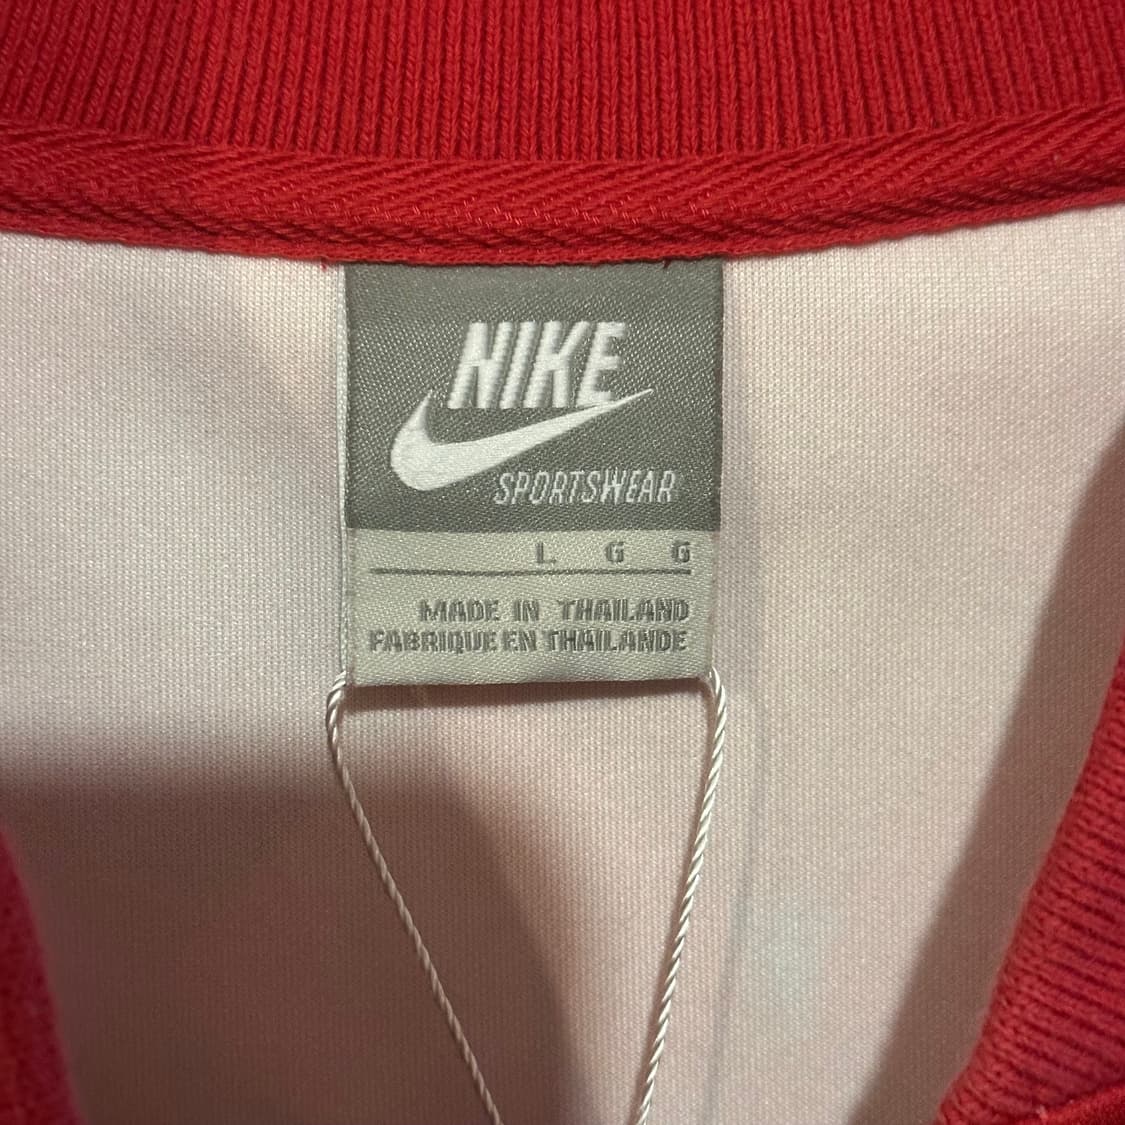 NIKE
SPORTSWEAR
L G G
MADE IN THAILAND
FABRIQUE EN THAILANDE